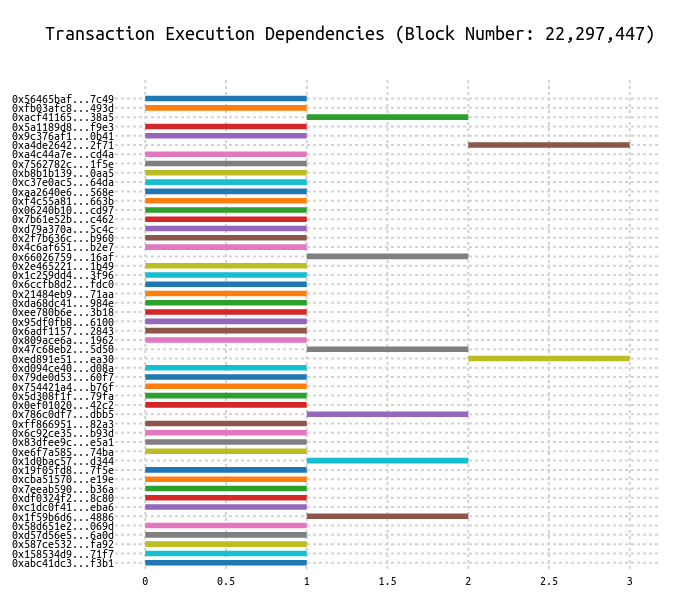 Transaction Execution Dependencies (Block Number: 22,297,447)
0x56465baf...7c49
0xfb03afc8...493d
0xacf41165...38a5
0x5a1189d8...f9e3
0x9c376af1...0b41
0xa4de2642...2f71
0xa4c44a7e...cd4a
0x7562782c...1f5e
0xb8b1b139...0aa5
0xc37e0ac5...64da
0xaa2640e6...568e
0xf4c55a81...663b
0x06240b10...cd97
0x7b61e52b...c462
0xd79a370a...5c4c
0x2f7b636c...b960
0x4c6af651...b2e7
0x66026759...16af
0x2e465221...1b49
0x1c259dd4...3f96
0x6ccfb8d2...fdc0
0x21484eb9...71aa
0xda68dc41...984e
0xee780b6e...3b18
0x95df0fb8...6100
0x6adf1157...2843
0x809ace6a...1962
0x47c68eb2...5d50
0xed891e51...ea30
0xd094ce40...d08a
0x79de0d53...60f7
0x754421a4...b76f
0x5d308f1f...79fa
0x0ef01020...42c2
0x786c0df7...dbb5
0xff866951...82a3
0x6c92ce35...b93d
0x83dfee9c...e5a1
0xe6f7a585...74ba
0x1d0bac57...d344
0x19f05fd8...7f5e
0xcba51570...e19e
0x7eeab590...b36a
0xdf0324f2...8c80
0xc1dc0f41...eba6
0x1f59b6d6...4886
0x58d651e2...069d
0xd57d56e5...6a0d
0x587ce532...fa92
0x158534d9...71f7
0xabc41dc3...f3b1
0 0.5 1 1.5 2 2.5 3